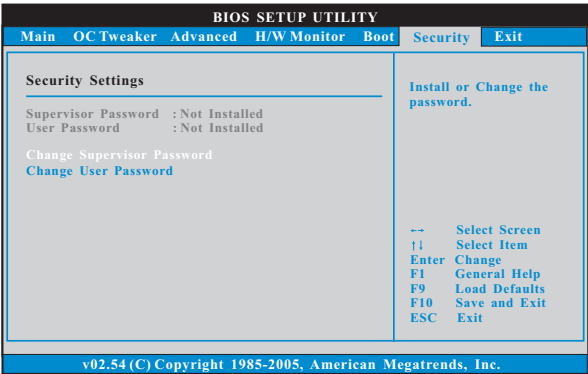 BIOS SETUP UTILITY
Main OC Tweaker Advanced H/W Monitor Boot Security Exit
Security Settings
Supervisor Password : Not Installed
User Password : Not Installed
Change Supervisor Password
Change User Password
Install or Change the
password.
←→ Select Screen
↑↓ Select Item
Enter Change
F1 General Help
F9 Load Defaults
F10 Save and Exit
ESC Exit
v02.54 (C) Copyright 1985-2005, American Megatrends, Inc.